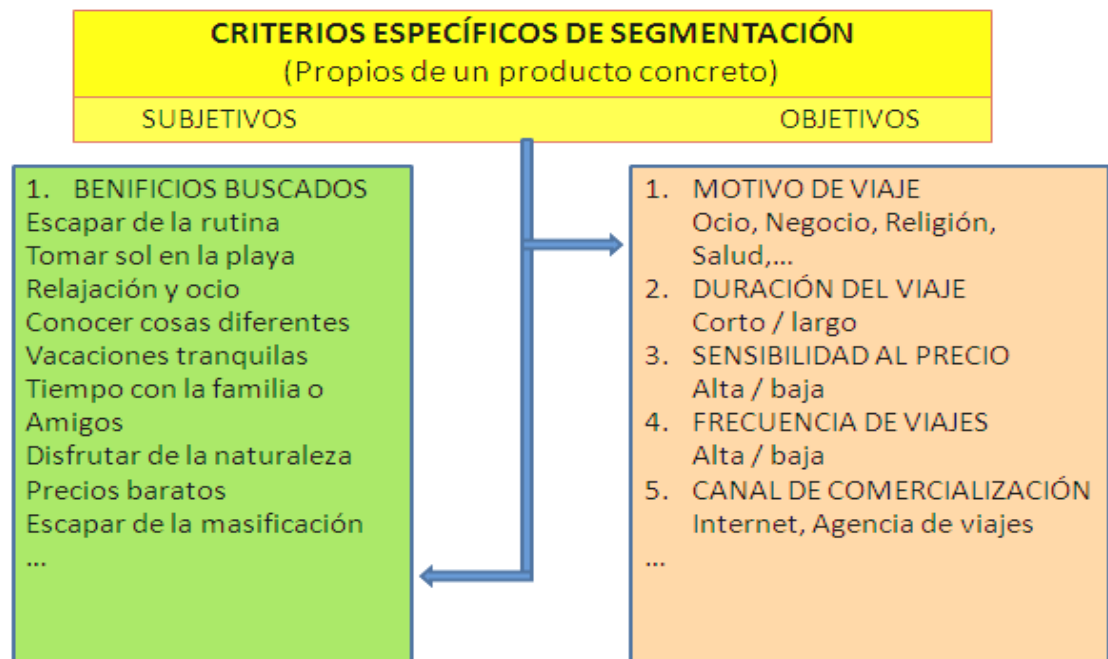 CRITERIOS ESPECÍFICOS DE SEGMENTACIÓN
(Propios de un producto concreto)
SUBJETIVOS
OBJETIVOS
1. BENIFICIOS BUSCADOS
Escapar de la rutina
Tomar sol en la playa
Relajación y ocio
Conocer cosas diferentes
Vacaciones tranquilas
Tiempo con la familia o
Amigos
Disfrutar de la naturaleza
Precios baratos
Escapar de la masificación
...
1. MOTIVO DE VIAJE
Ocio, Negocio, Religión,
Salud,...
2. DURACIÓN DEL VIAJE
Corto / largo
3. SENSIBILIDAD AL PRECIO
Alta / baja
4. FRECUENCIA DE VIAJES
Alta / baja
5. CANAL DE COMERCIALIZACIÓN
Internet, Agencia de viajes
...